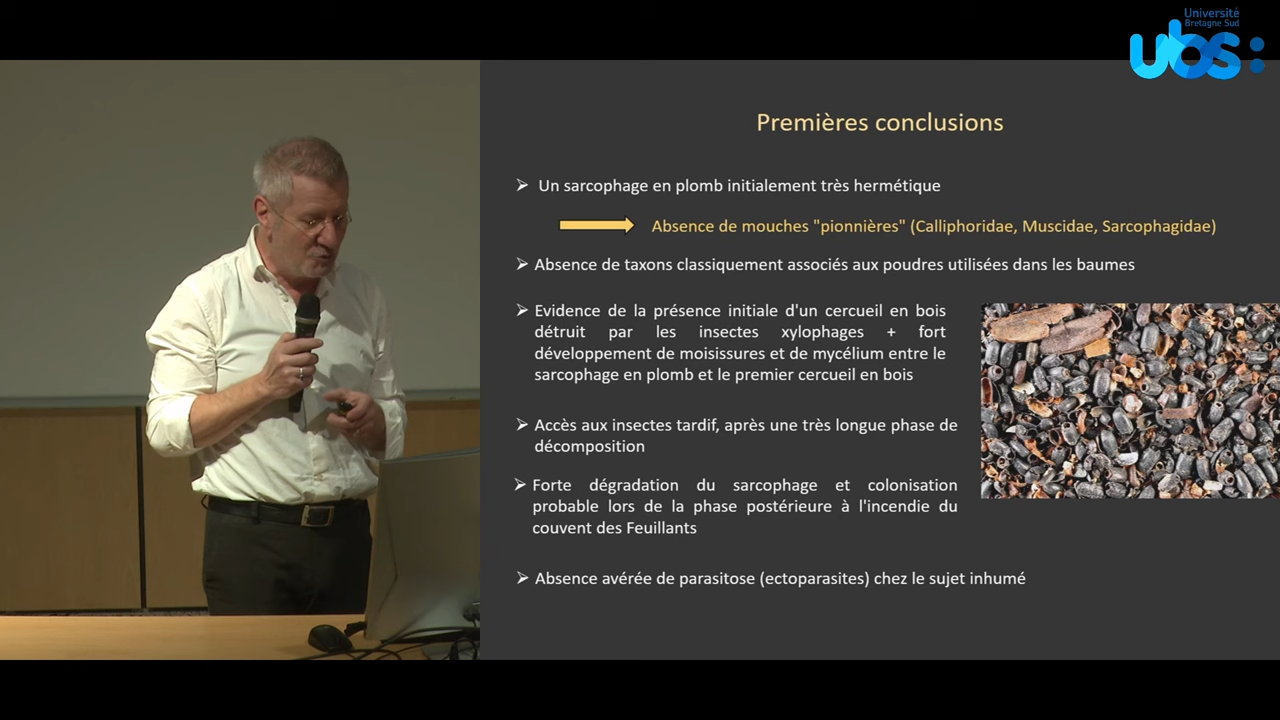 Université
Bretagne Sud
ubs:
Premières conclusions
➢ Un sarcophage en plomb initialement très hermétique
Absence de mouches "pionnières" (Calliphoridae, Muscidae, Sarcophagidae)
➢ Absence de taxons classiquement associés aux poudres utilisées dans les baumes
➢ Evidence de la présence initiale d'un cercueil en bois
détruit par les insectes xylophages + fort
développement de moisissures et de mycélium entre le
sarcophage en plomb et le premier cercueil en bois
➢ Accès aux insectes tardif, après une très longue phase de
décomposition
➢ Forte dégradation du sarcophage et colonisation
probable lors de la phase postérieure à l'incendie du
couvent des Feuillants
➢ Absence avérée de parasitose (ectoparasites) chez le sujet inhumé